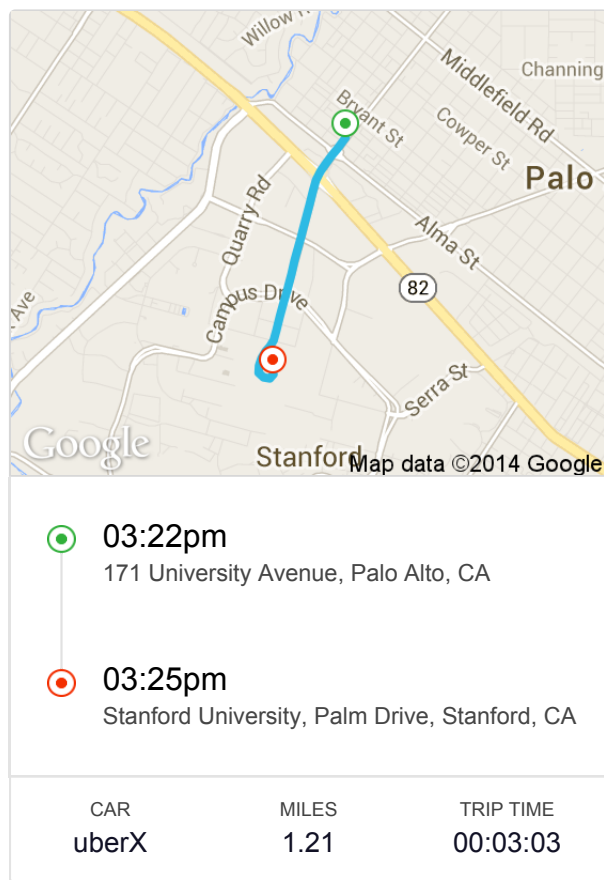 Willow R
Middlefield Rd
Channing
Bryant St
Cowper St
Palo
Quarry Rd
Alma St
82
Campus Drive
Ave
Serra St
Google
Stanford
Map data ©2014 Google
03:22pm
171 University Avenue, Palo Alto, CA
03:25pm
Stanford University, Palm Drive, Stanford, CA
CAR MILES TRIP TIME
uberX 1.21 00:03:03